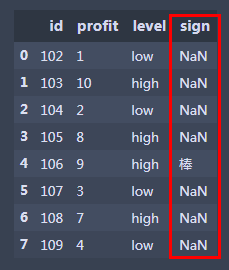 id profit level sign
0 102 1 low NaN
1 103 10 high NaN
2 104 2 low NaN
3 105 8 high NaN
4 106 9 high 棒
5 107 3 low NaN
6 108 7 high NaN
7 109 4 low NaN